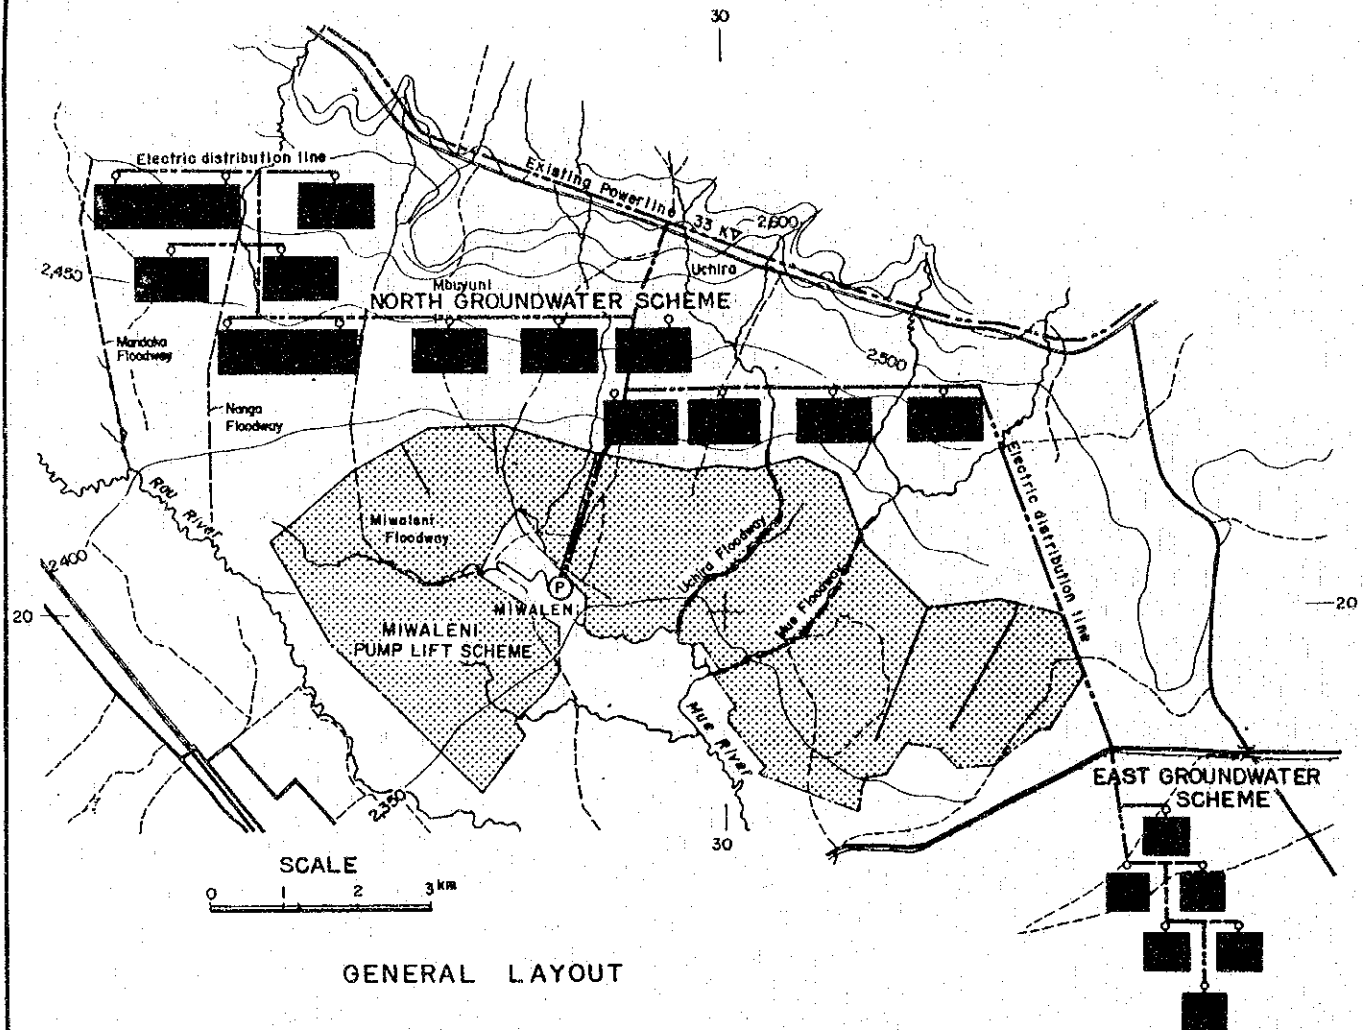 30
Electric distribution line
Existing Powerline
33 KV
2,600
Uchira
2,450
Mbuyuni
NORTH GROUNDWATER SCHEME
Mandaka
Floodway
2,500
Nanga
Floodway
Electric distribution line
Rau River
Miwaleni
Floodway
Uchira Floodway
2,400
Mue Floodway
P
20
20
MIWALENI
MIWALENI
PUMP LIFT SCHEME
Mue River
EAST GROUNDWATER
SCHEME
2,350
30
SCALE
0 1 2 3 km
GENERAL LAYOUT